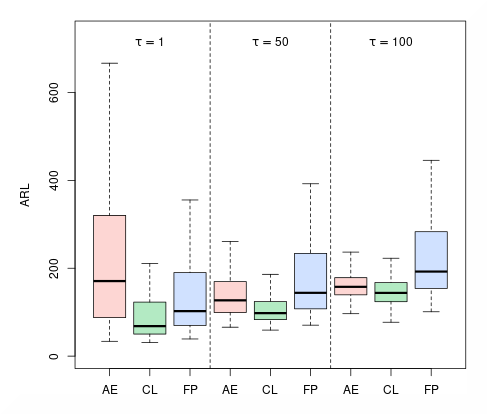 τ = 1 τ = 50 τ = 100
600
400
200
0
ARL
AE CL FP AE CL FP AE CL FP